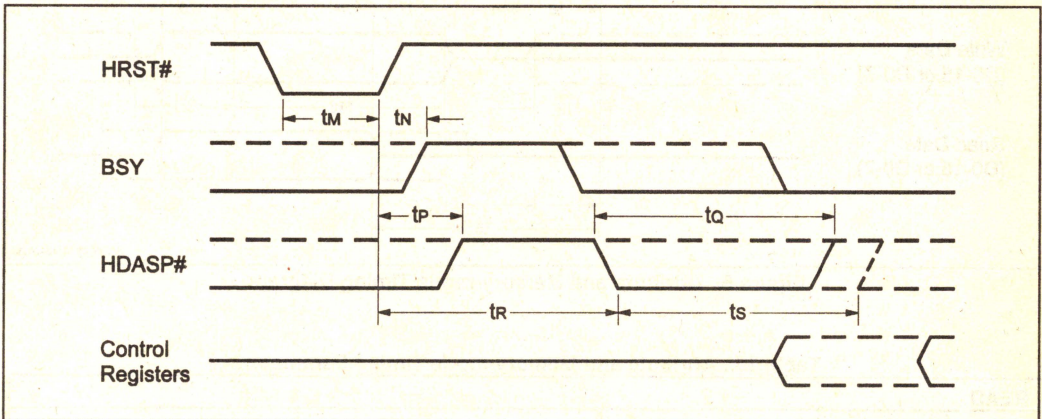 HRST#
tM
tN
BSY
tP
tQ
HDASP#
tR
tS
Control
Registers